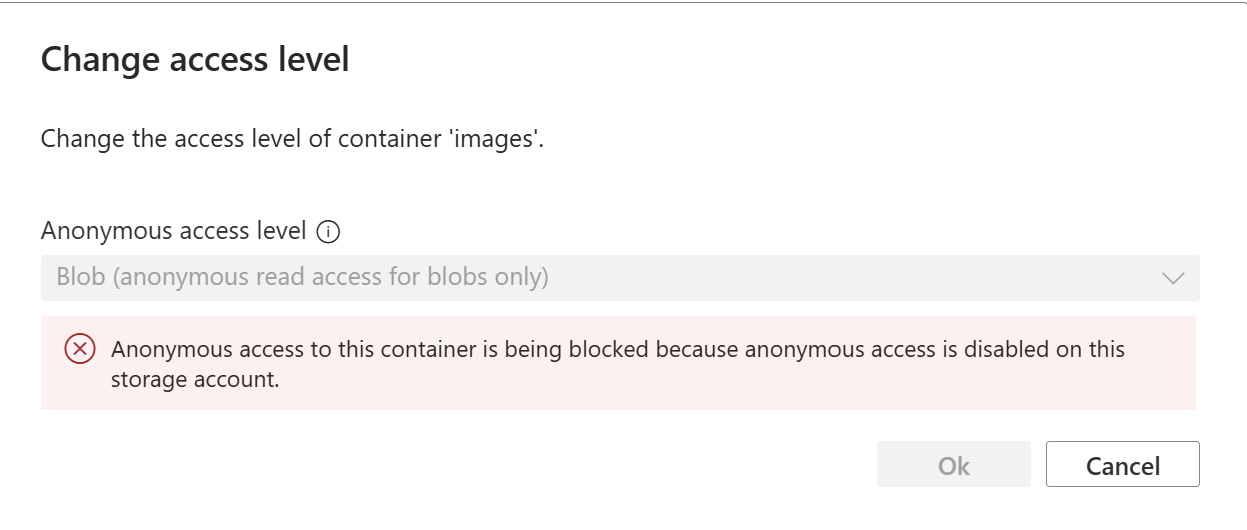 Change access level
Change the access level of container 'images'.
Anonymous access level
Blob (anonymous read access for blobs only)
Anonymous access to this container is being blocked because anonymous access is disabled on this
storage account.
Ok
Cancel